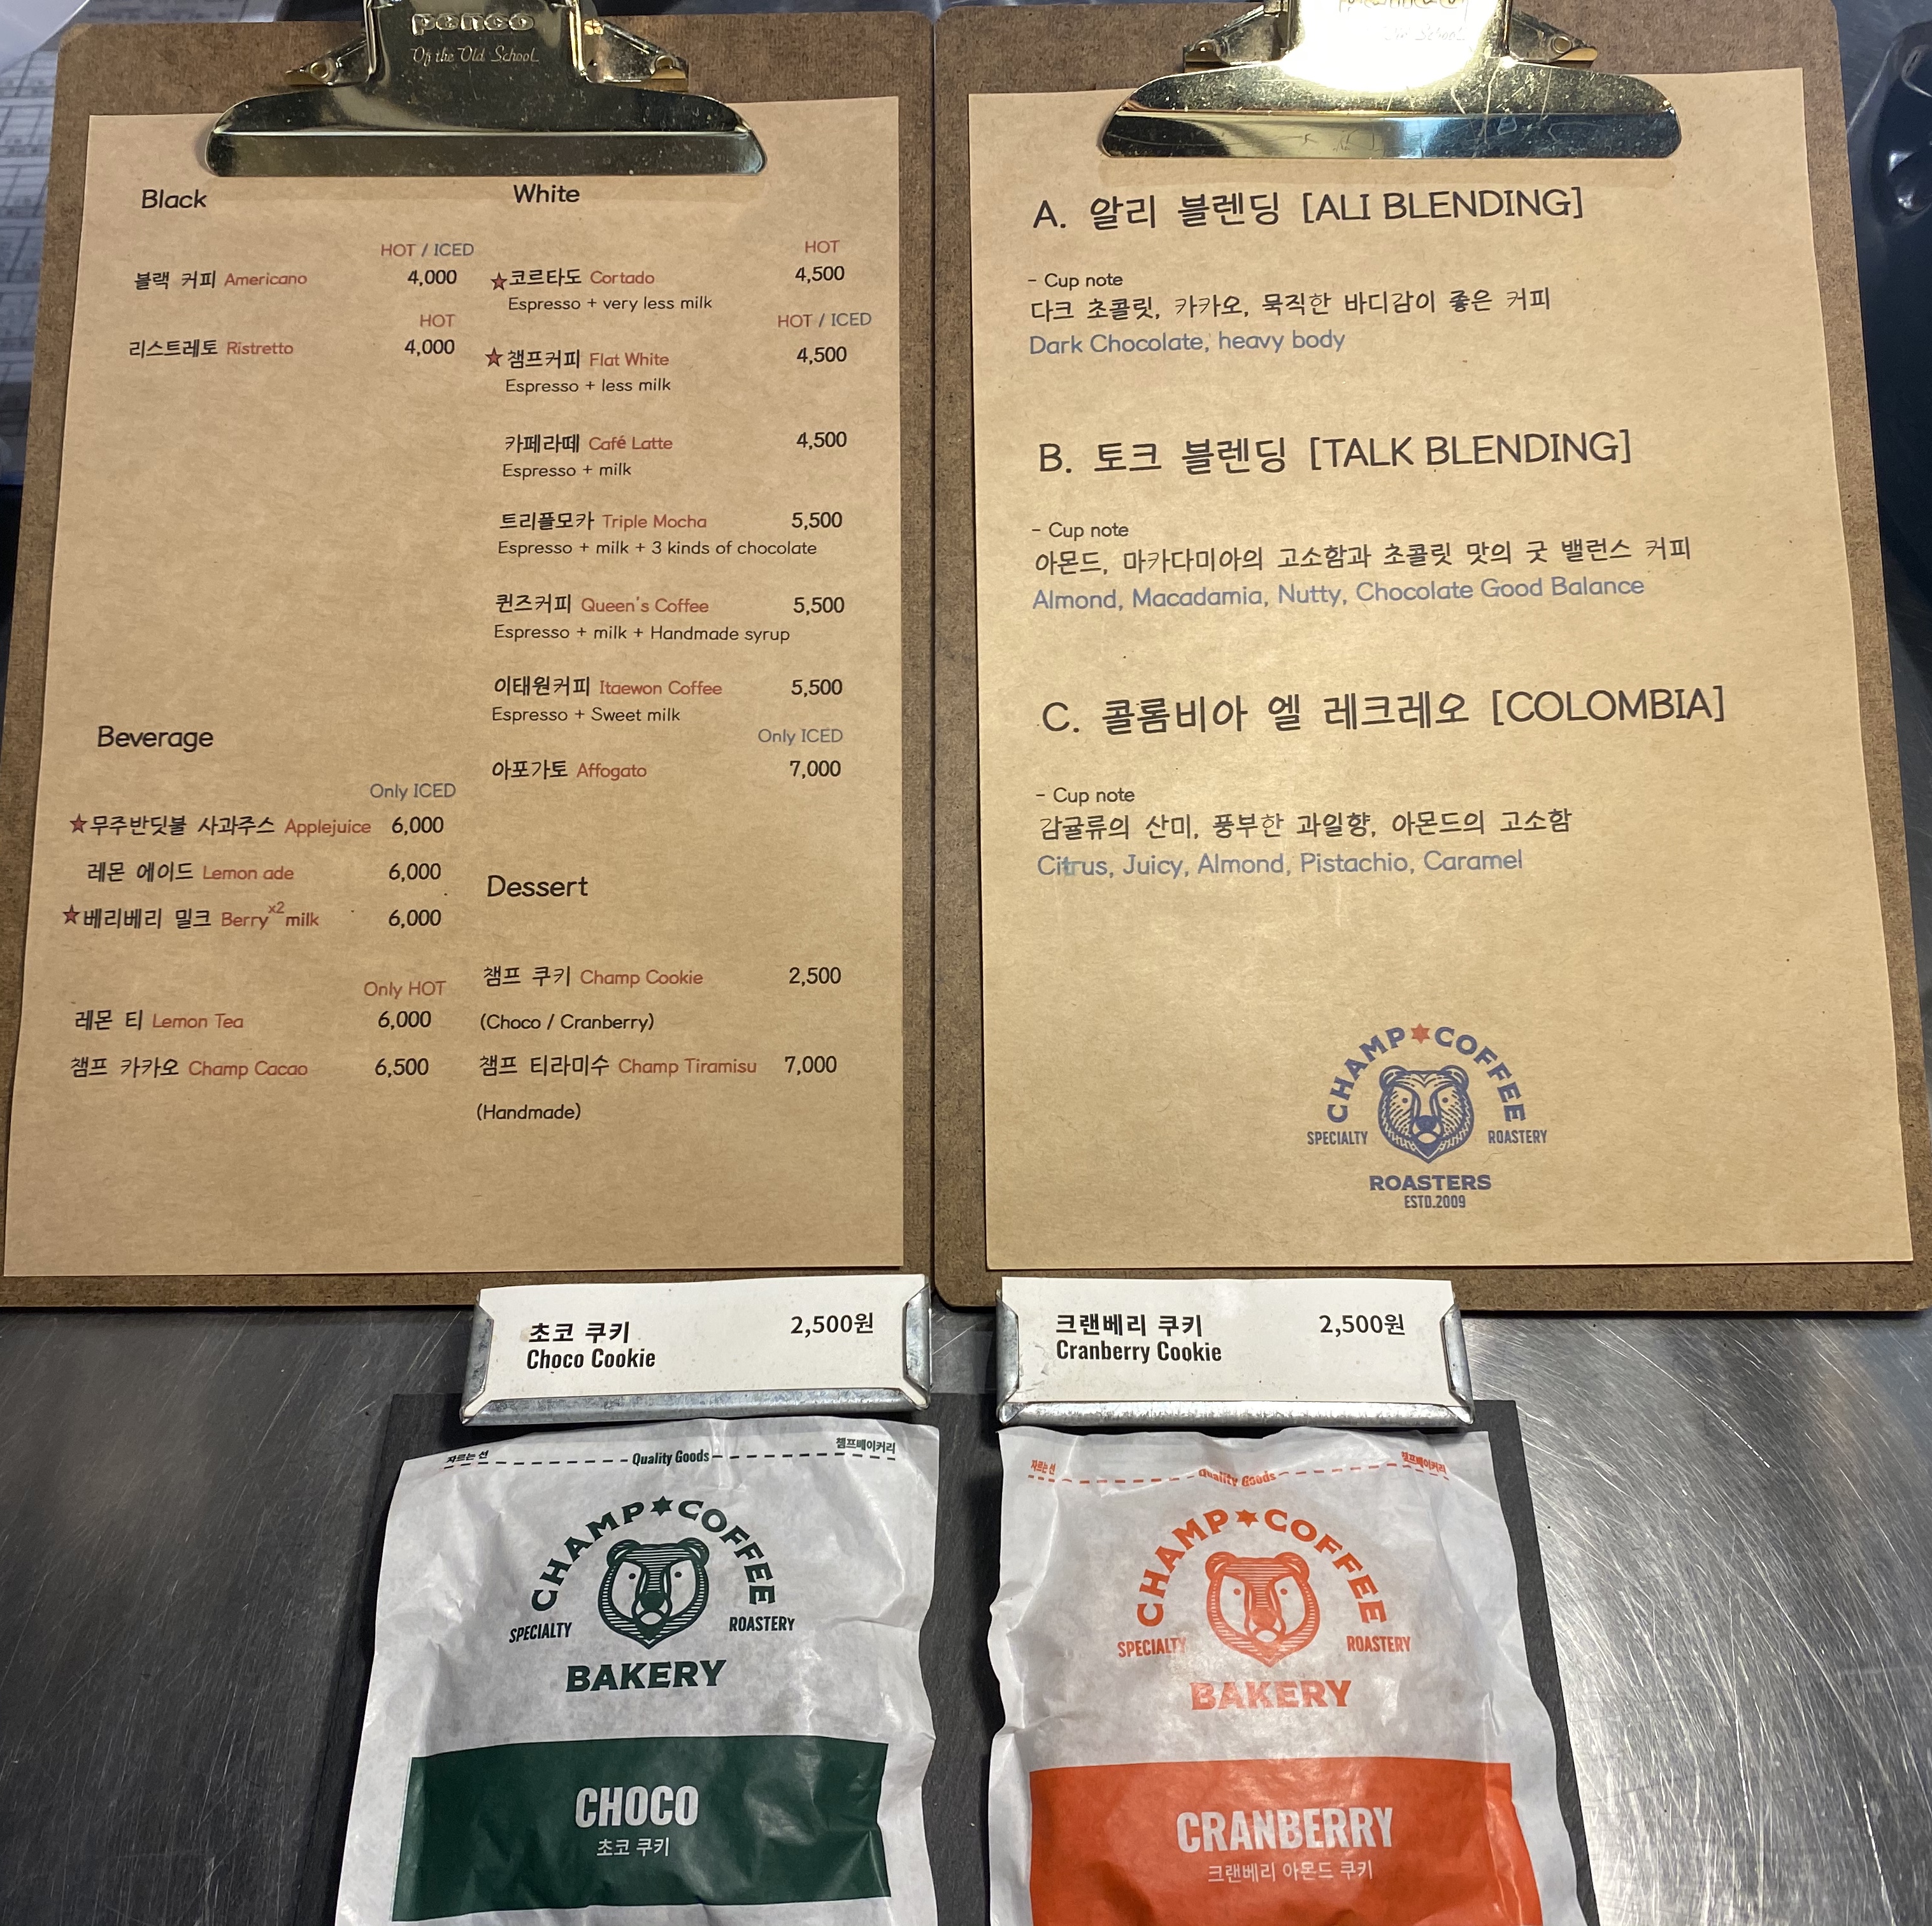 penco
Of the Old School
Black
HOT / ICED
블랙 커피 Americano 4,000
HOT
리스트레토 Ristretto 4,000
White
HOT
★코르타도 Cortado 4,500
Espresso + very less milk
HOT / ICED
★챔프커피 Flat White 4,500
Espresso + less milk
카페라떼 Café Latte 4,500
Espresso + milk
트리플모카 Triple Mocha 5,500
Espresso + milk + 3 kinds of chocolate
퀸즈커피 Queen's Coffee 5,500
Espresso + milk + Handmade syrup
이태원커피 Itaewon Coffee 5,500
Espresso + Sweet milk
Only ICED
아포가토 Affogato 7,000
Beverage
Only ICED
★무주반딧불 사과주스 Applejuice 6,000
레몬 에이드 Lemon ade 6,000
★베리베리 밀크 Berry x2 milk 6,000
Only HOT
레몬 티 Lemon Tea 6,000
챔프 카카오 Champ Cacao 6,500
Dessert
챔프 쿠키 Champ Cookie 2,500
(Choco / Cranberry)
챔프 티라미수 Champ Tiramisu 7,000
(Handmade)
Old School
A. 알리 블렌딩 [ALI BLENDING]
- Cup note
다크 초콜릿, 카카오, 묵직한 바디감이 좋은 커피
Dark Chocolate, heavy body
B. 토크 블렌딩 [TALK BLENDING]
- Cup note
아몬드, 마카다미아의 고소함과 초콜릿 맛의 굿 밸런스 커피
Almond, Macadamia, Nutty, Chocolate Good Balance
C. 콜롬비아 엘 레크레오 [COLOMBIA]
- Cup note
감귤류의 산미, 풍부한 과일향, 아몬드의 고소함
Citrus, Juicy, Almond, Pistachio, Caramel
CHAMP COFFEE
SPECIALTY ROASTERY
ROASTERS
ESTD.2009
초코 쿠키 2,500원
Choco Cookie
크랜베리 쿠키 2,500원
Cranberry Cookie
자르는 선 Quality Goods 챔프베이커리
CHAMP COFFEE
SPECIALTY ROASTERY
BAKERY
CHOCO
초코 쿠키
자르는 선 Quality Goods 챔프베이커리
CHAMP COFFEE
SPECIALTY ROASTERY
BAKERY
CRANBERRY
크랜베리 아몬드 쿠키